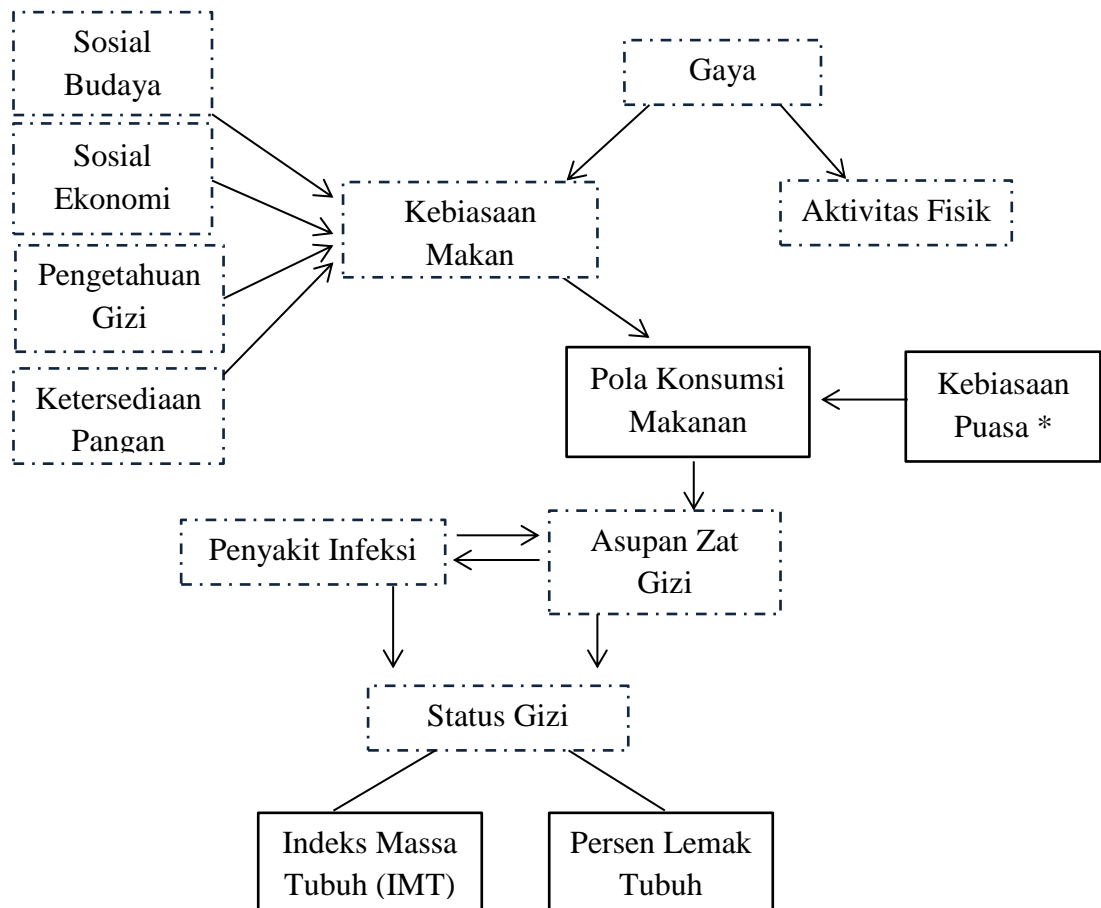 Sosial
Budaya
Gaya
Sosial
Ekonomi
Kebiasaan
Makan
Aktivitas Fisik
Pengetahuan
Gizi
Ketersediaan
Pangan
Pola Konsumsi
Makanan
Kebiasaan
Puasa *
Penyakit Infeksi
Asupan Zat
Gizi
Status Gizi
Indeks Massa
Tubuh (IMT)
Persen Lemak
Tubuh